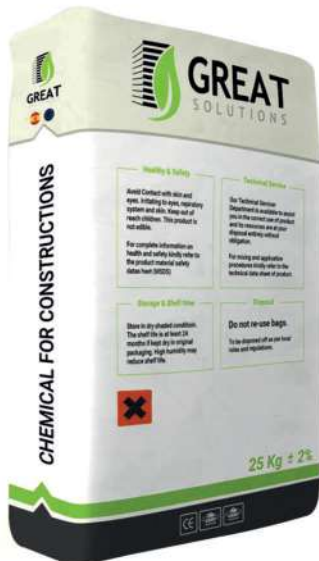 GREAT
SOLUTIONS
GREAT
CHEMICAL FOR CONSTRUCTIONS
Healthy & Safety
Avoid Contact with skin and
eyes. Irritating to eyes, respiratory
system and skin. Keep out of
reach children. This product is
not edible.
For complete information on
health and safety kindly refer to
the product material safety
datas heet (MSDS)
Technical Service
Our Technical Services
Department is available to assist
you in the correct use of product
and its resources are at your
disposal entirely without
obligation.
For mixing and application
procedures kindly refer to the
technical data sheet of product.
Storage & Shelf time
Store in dry shaded condition.
The shelf life is at least 24
months if kept dry in original
packaging. High humidity may
reduce shelf life.
Disposal
Do not re-use bags.
To be disposed off as per local
rules and regulations.
25 Kg ± 2%
CE